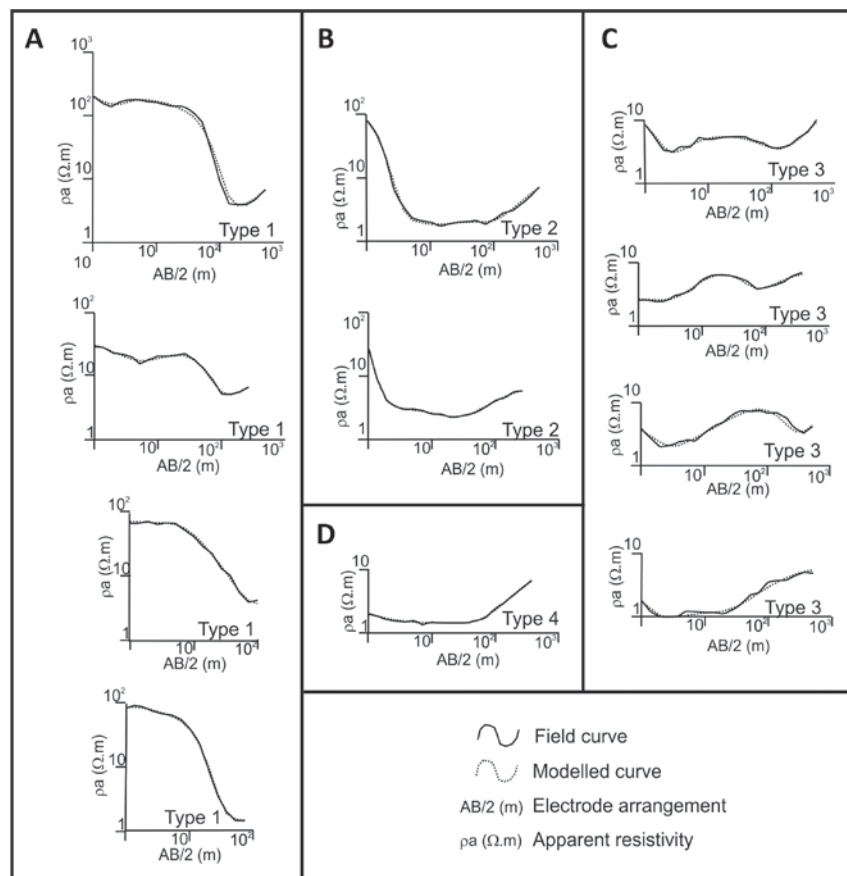 A
10³
10²
10
1
10
ρa (Ω.m)
Type 1
10¹ 10² 10³
AB/2 (m)
10²
10
1
ρa (Ω.m)
Type 1
10¹ 10² 10³
AB/2 (m)
10²
10
1
ρa (Ω.m)
Type 1
10¹ 10²
AB/2 (m)
10²
10
1
ρa (Ω.m)
Type 1
10¹ 10²
AB/2 (m)
B
10²
10
1
ρa (Ω.m)
Type 2
10¹ 10² 10³
AB/2 (m)
10²
10
1
ρa (Ω.m)
Type 2
10¹ 10² 10³
AB/2 (m)
C
10
1
ρa (Ω.m)
Type 3
10¹ 10² 10³
AB/2 (m)
10
1
ρa (Ω.m)
Type 3
10¹ 10² 10³
AB/2 (m)
10
1
ρa (Ω.m)
Type 3
10¹ 10² 10³
AB/2 (m)
10
1
ρa (Ω.m)
Type 3
10¹ 10² 10³
AB/2 (m)
D
10
1
ρa (Ω.m)
Type 4
10¹ 10² 10³
AB/2 (m)
Field curve
Modelled curve
AB/2 (m) Electrode arrangement
ρa (Ω.m) Apparent resistivity